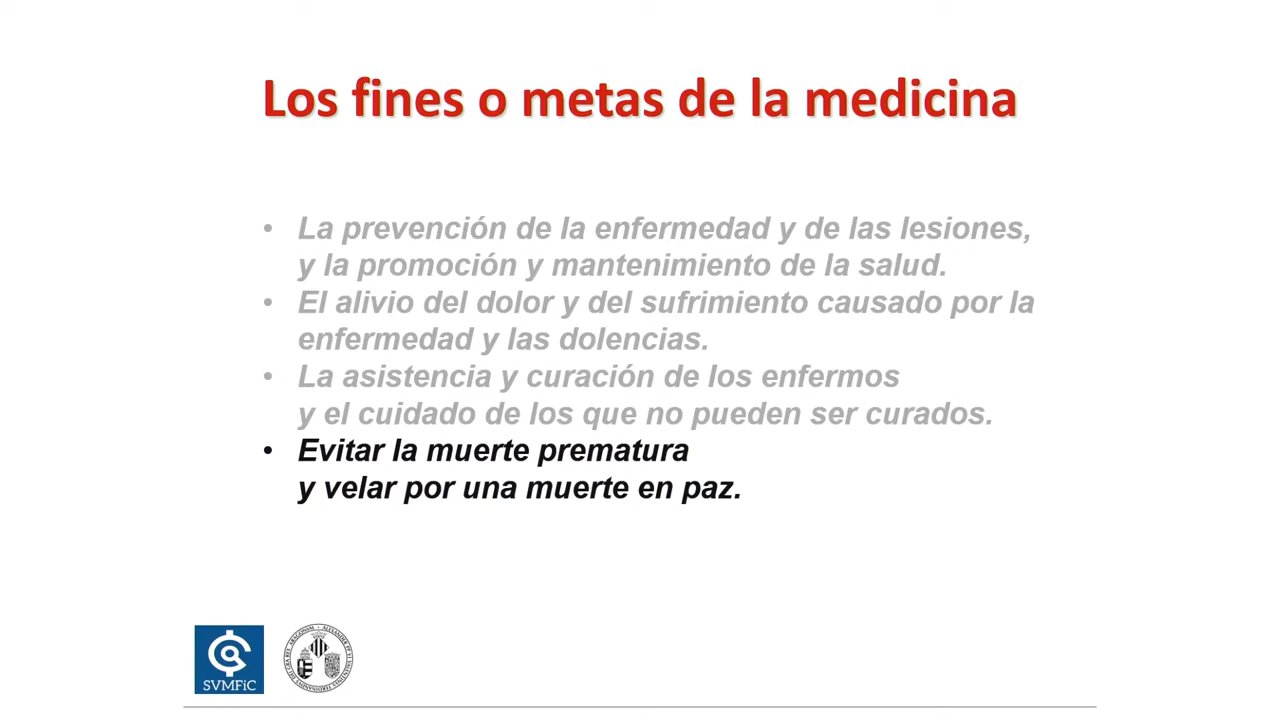 Los fines o metas de la medicina
• La prevención de la enfermedad y de las lesiones,
y la promoción y mantenimiento de la salud.
• El alivio del dolor y del sufrimiento causado por la
enfermedad y las dolencias.
• La asistencia y curación de los enfermos
y el cuidado de los que no pueden ser curados.
• Evitar la muerte prematura
y velar por una muerte en paz.
SVMFiC